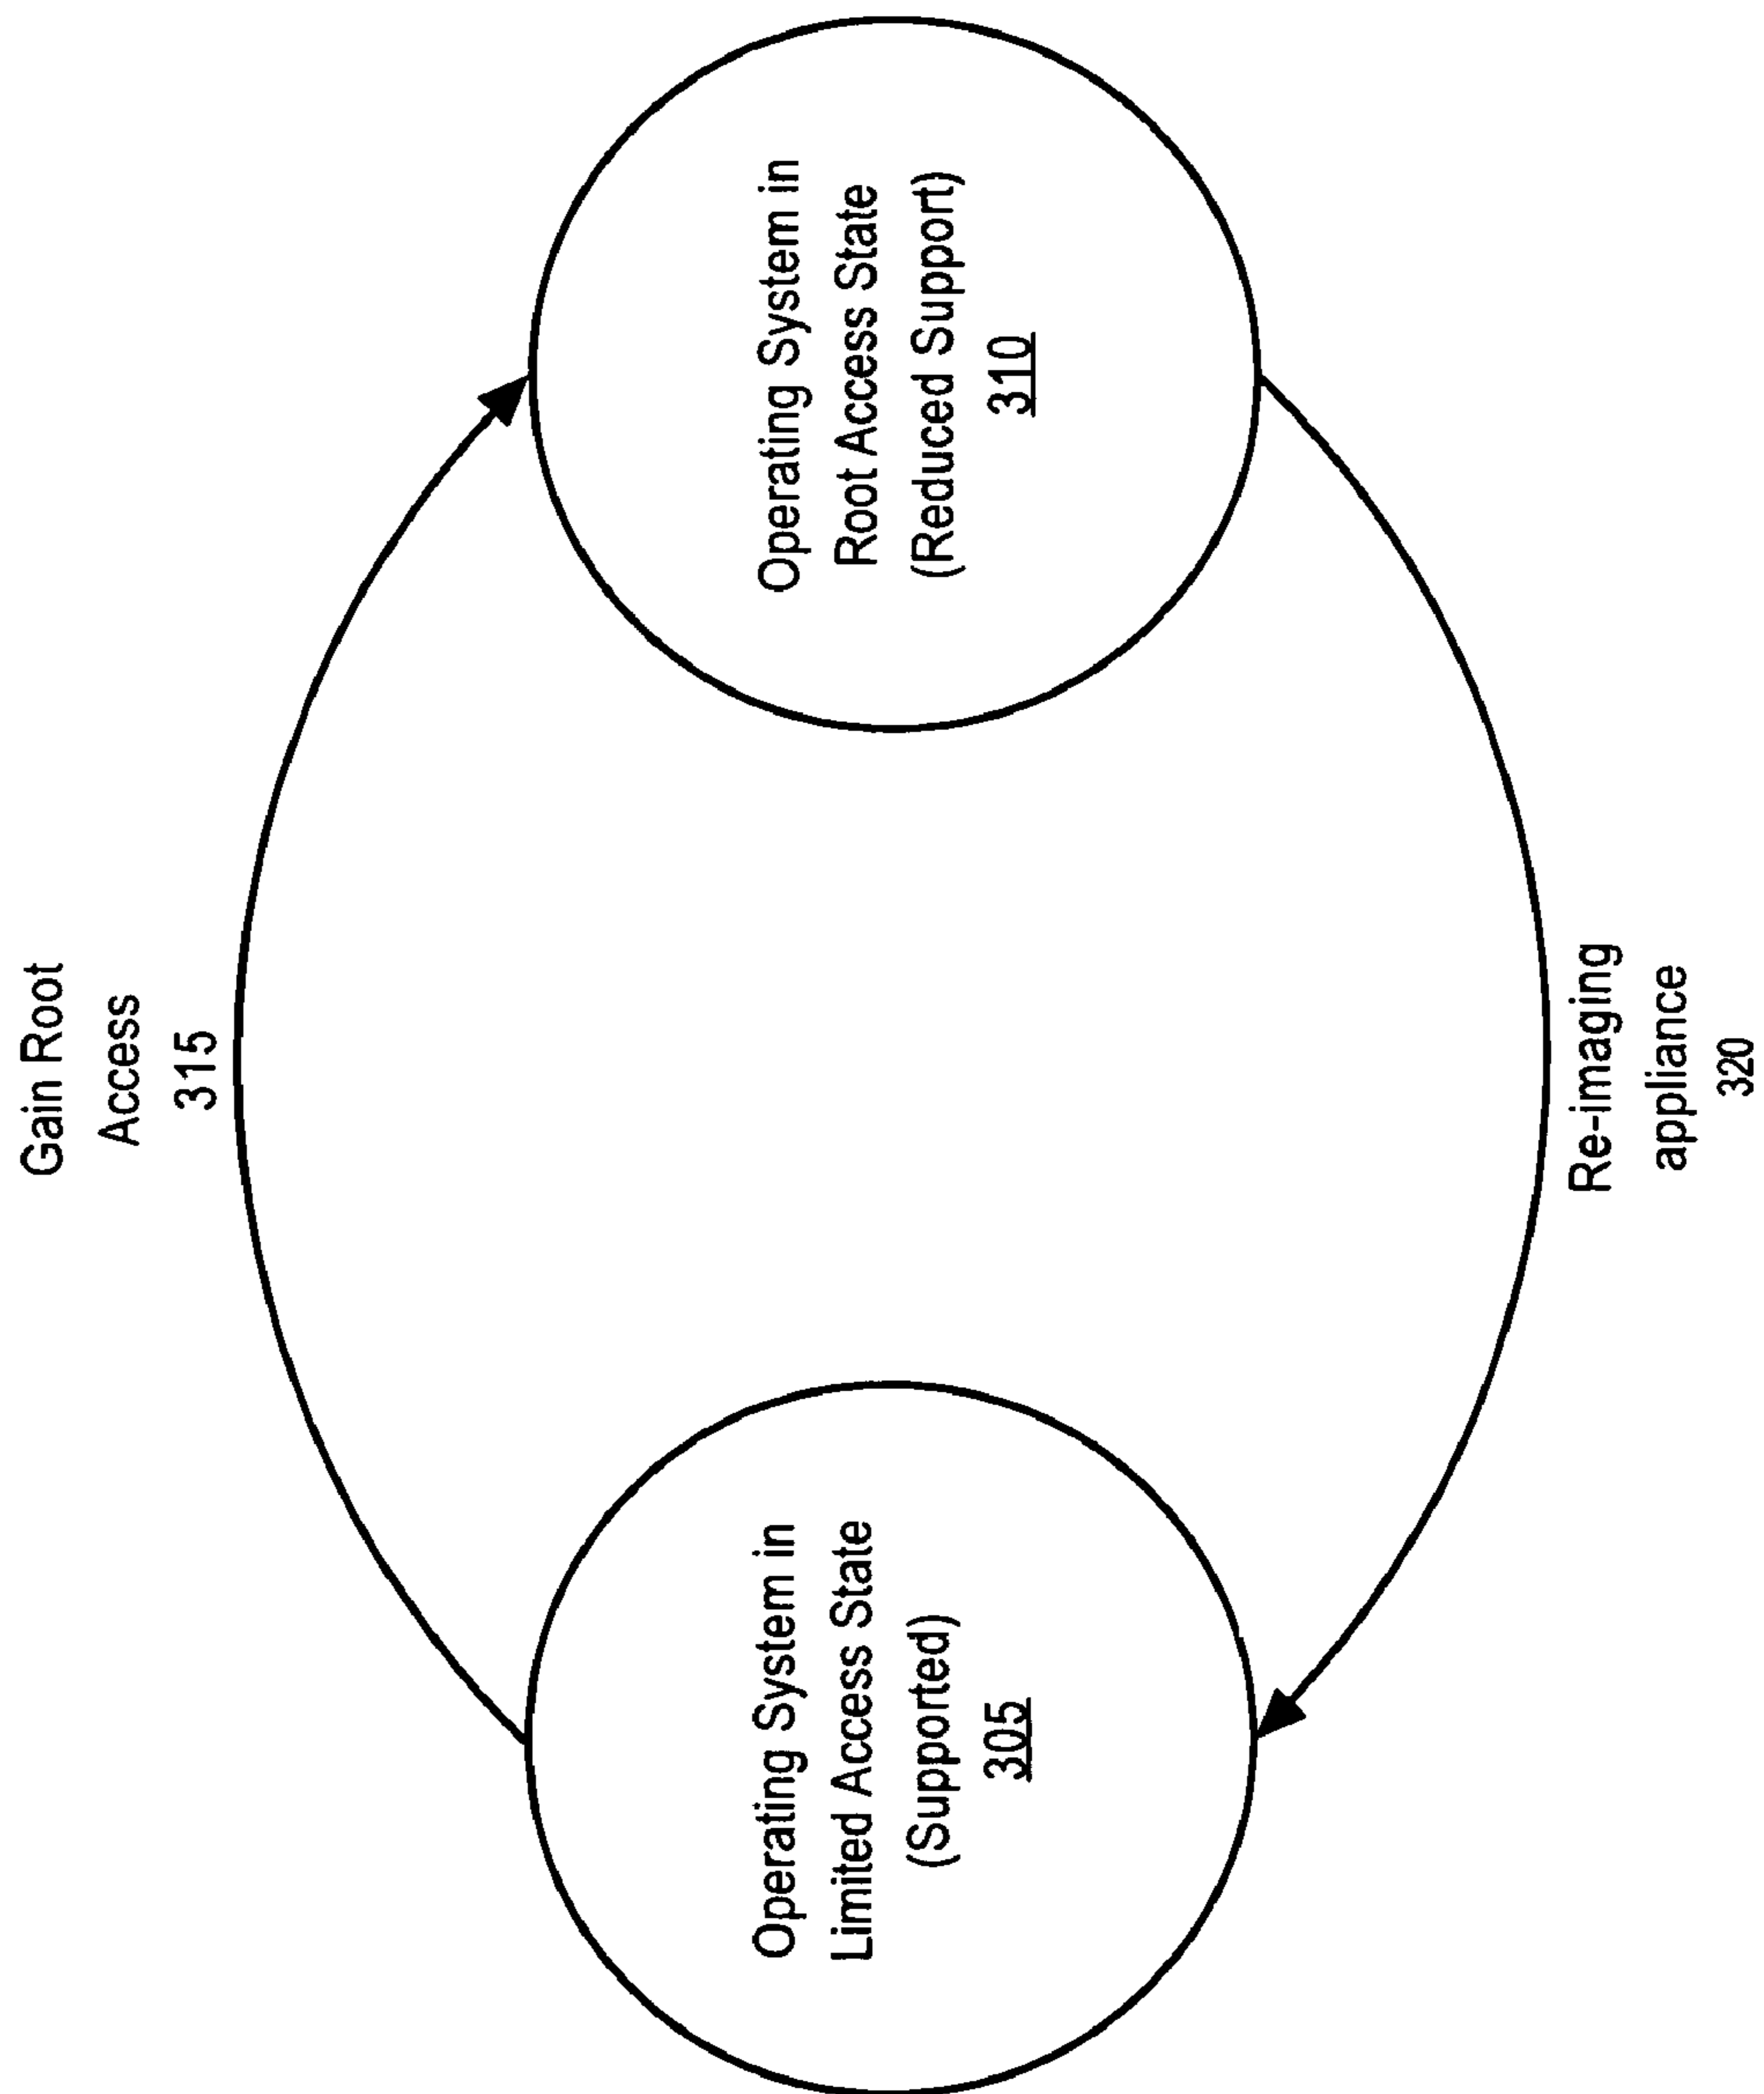 Gain Root
Access
315
Operating System in
Limited Access State
(Supported)
305
Operating System in
Root Access State
(Reduced Support)
310
Re-imaging
appliance
320